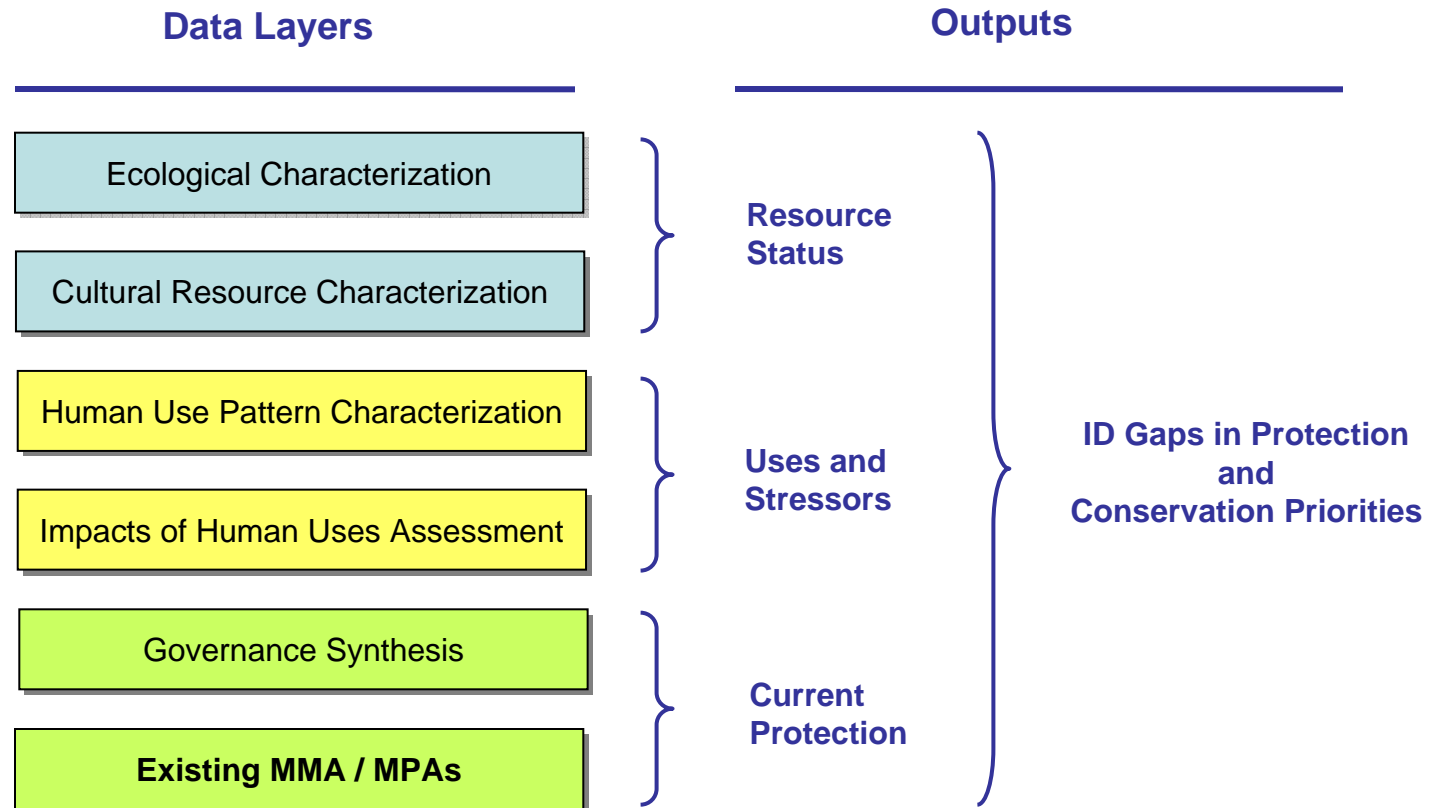 Data Layers
Outputs
Ecological Characterization
Cultural Resource Characterization
Human Use Pattern Characterization
Impacts of Human Uses Assessment
Governance Synthesis
Existing MMA / MPAs
Resource
Status
Uses and
Stressors
Current
Protection
ID Gaps in Protection
and
Conservation Priorities